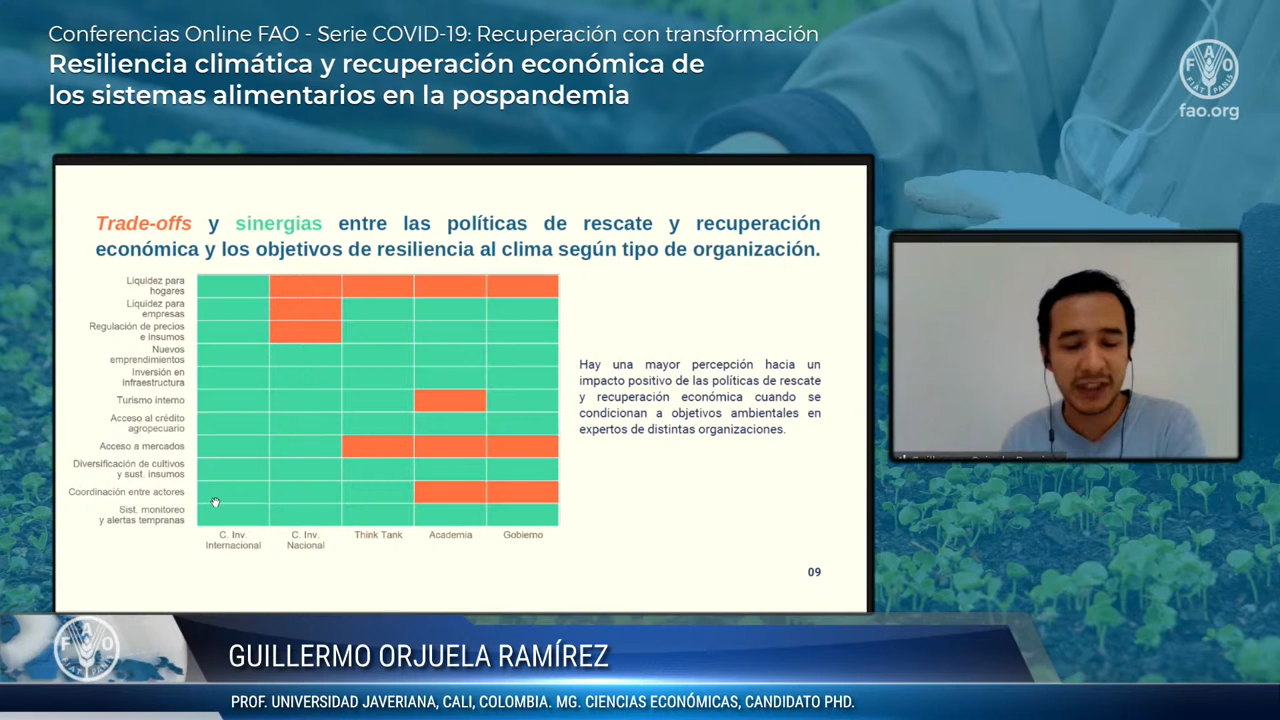 Conferencias Online FAO - Serie COVID-19: Recuperación con transformación
Resiliencia climática y recuperación económica de
los sistemas alimentarios en la pospandemia
F A O
FIAT PANIS
fao.org
Trade-offs y sinergias entre las políticas de rescate y recuperación
económica y los objetivos de resiliencia al clima según tipo de organización.
Liquidez para
hogares
Liquidez para
empresas
Regulación de precios
e insumos
Nuevos
emprendimientos
Inversión en
infraestructura
Turismo interno
Acceso al crédito
agropecuario
Acceso a mercados
Diversificación de cultivos
y sust. insumos
Coordinación entre actores
Sist. monitoreo
y alertas tempranas
C. Inv.
Internacional
C. Inv.
Nacional
Think Tank
Academia
Gobierno
Hay una mayor percepción hacia un
impacto positivo de las políticas de rescate
y recuperación económica cuando se
condicionan a objetivos ambientales en
expertos de distintas organizaciones.
09
F A O
FIAT PANIS
GUILLERMO ORJUELA RAMÍREZ
PROF. UNIVERSIDAD JAVERIANA, CALI, COLOMBIA. MG. CIENCIAS ECONÓMICAS, CANDIDATO PHD.